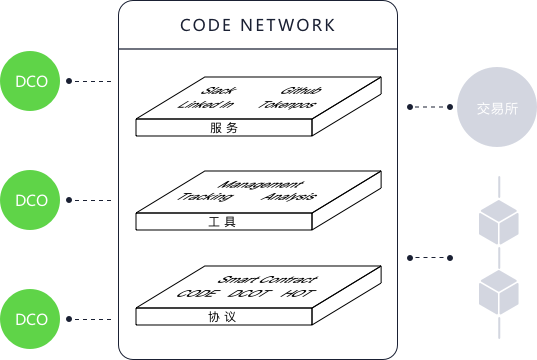 CODE NETWORK
DCO
Slack Github
Linked In Tokenpos
服务
交易所
DCO
Management
Tracking Analysis
工具
Smart Contract
CODE DCOT HOT
协议
DCO